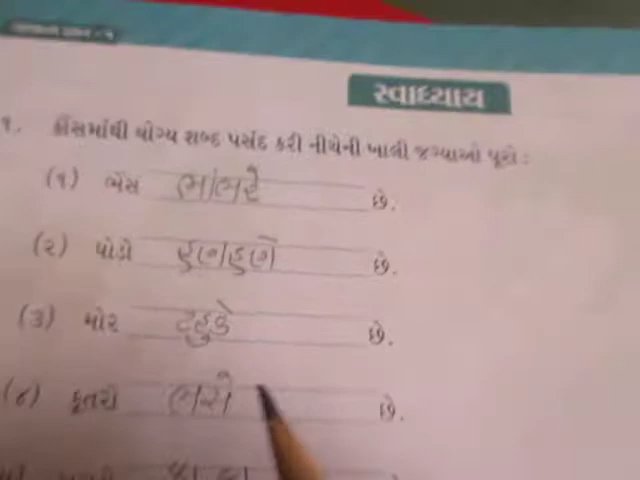 સ્વાધ્યાય
૧. કૌંસમાંથી યોગ્ય શબ્દ પસંદ કરી નીચેની ખાલી જગ્યાઓ પૂરો :
(૧) ભેંસ ભાંભરે છે.
(૨) ઘોડો હણહણે છે.
(૩) મોર ટહુકે છે.
(૪) કૂતરો ભસે છે.